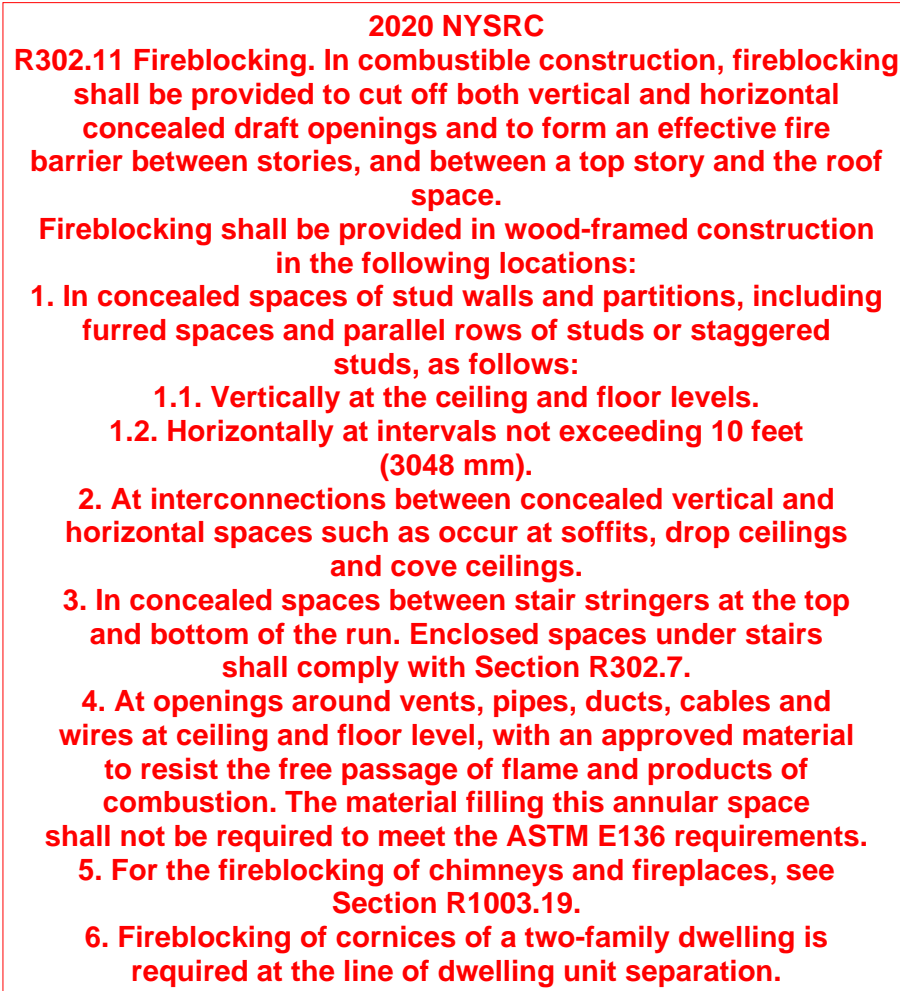 2020 NYSRC
R302.11 Fireblocking. In combustible construction, fireblocking
shall be provided to cut off both vertical and horizontal
concealed draft openings and to form an effective fire
barrier between stories, and between a top story and the roof
space.
Fireblocking shall be provided in wood-framed construction
in the following locations:
1. In concealed spaces of stud walls and partitions, including
furred spaces and parallel rows of studs or staggered
studs, as follows:
1.1. Vertically at the ceiling and floor levels.
1.2. Horizontally at intervals not exceeding 10 feet
(3048 mm).
2. At interconnections between concealed vertical and
horizontal spaces such as occur at soffits, drop ceilings
and cove ceilings.
3. In concealed spaces between stair stringers at the top
and bottom of the run. Enclosed spaces under stairs
shall comply with Section R302.7.
4. At openings around vents, pipes, ducts, cables and
wires at ceiling and floor level, with an approved material
to resist the free passage of flame and products of
combustion. The material filling this annular space
shall not be required to meet the ASTM E136 requirements.
5. For the fireblocking of chimneys and fireplaces, see
Section R1003.19.
6. Fireblocking of cornices of a two-family dwelling is
required at the line of dwelling unit separation.